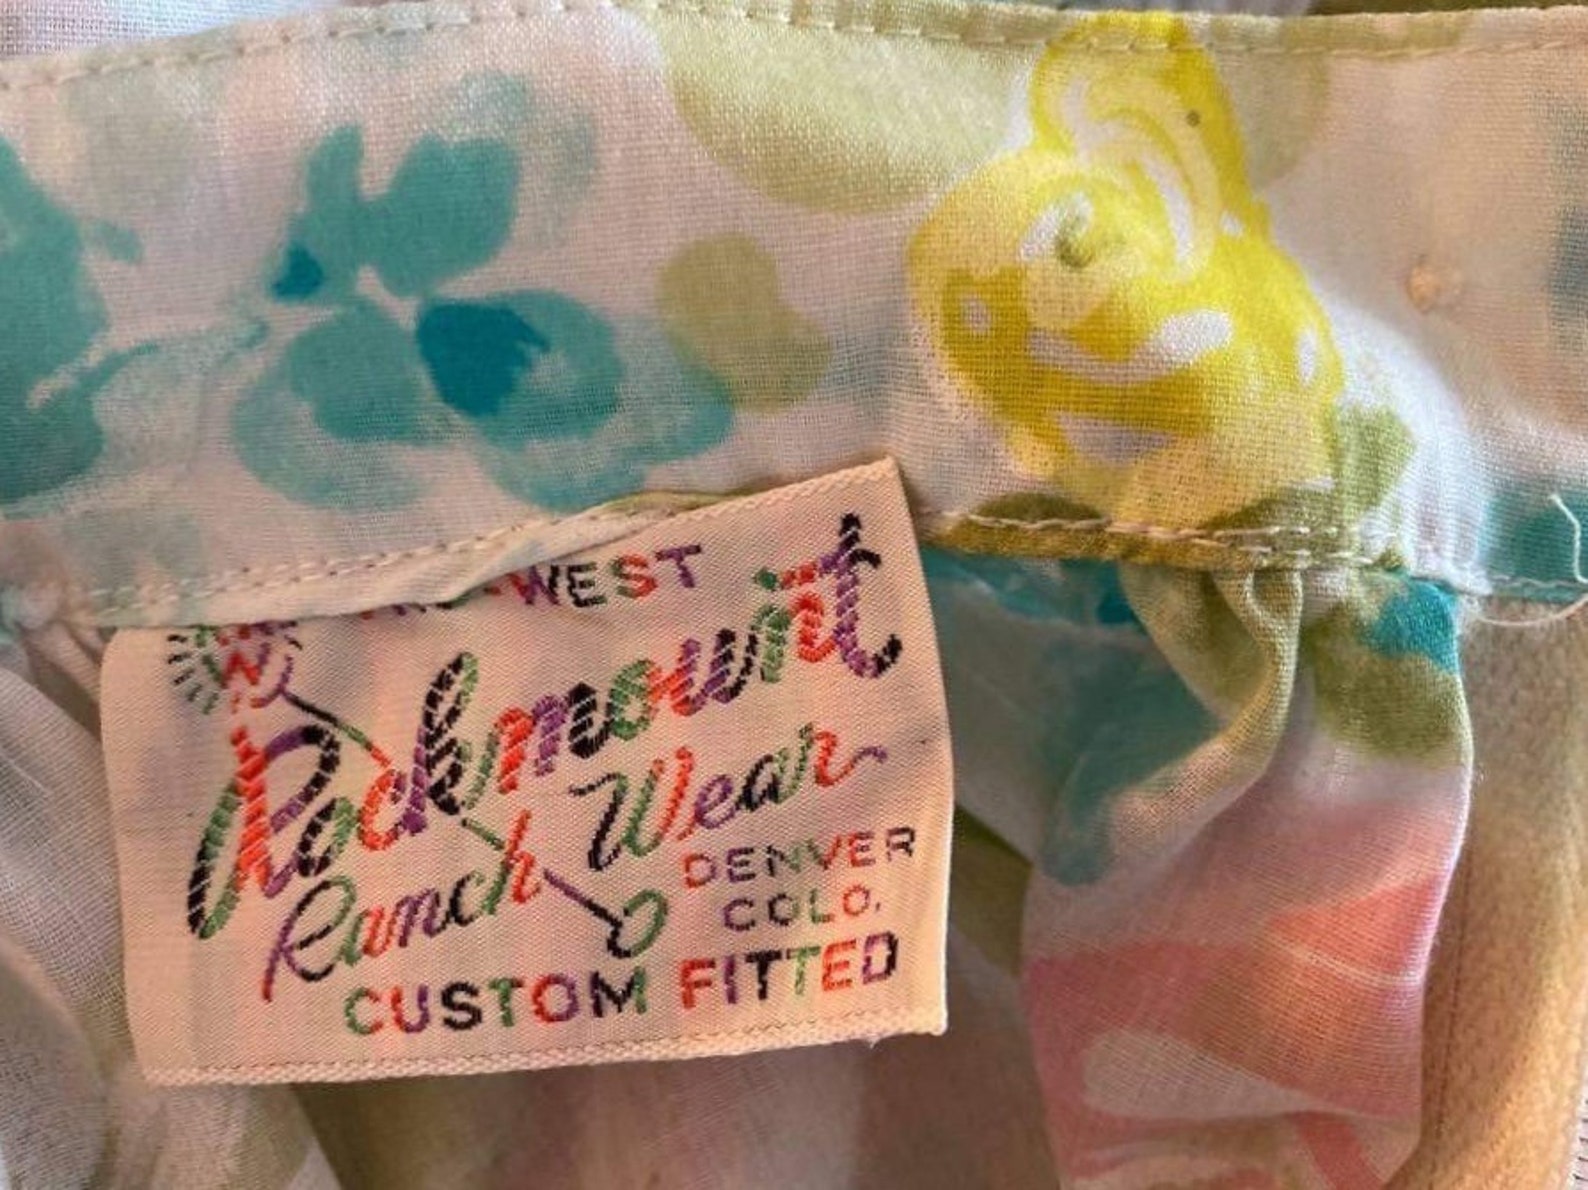 -WEST
Rockmount
Ranch Wear
DENVER
COLO.
CUSTOM FITTED